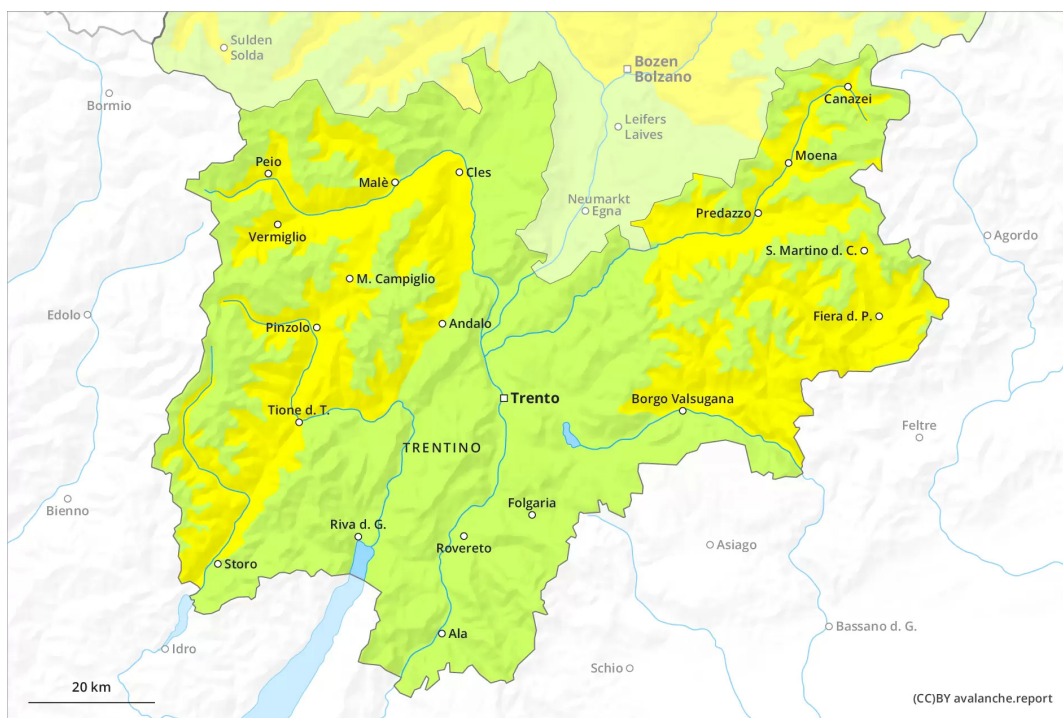 Sulden
Solda
Bozen
Bolzano
Canazei
Bormio
Leifers
Laives
Moena
Peio
Malè
Cles
Neumarkt
Egna
Predazzo
Vermiglio
Agordo
S. Martino d. C.
M. Campiglio
Edolo
Pinzolo
Andalo
Fiera d. P.
Trento
Borgo Valsugana
Tione d. T.
Feltre
TRENTINO
Bienno
Folgaria
Riva d. G.
Rovereto
Asiago
Storo
Bassano d. G.
Ala
Idro
Schio
20 km
(CC)BY avalanche.report